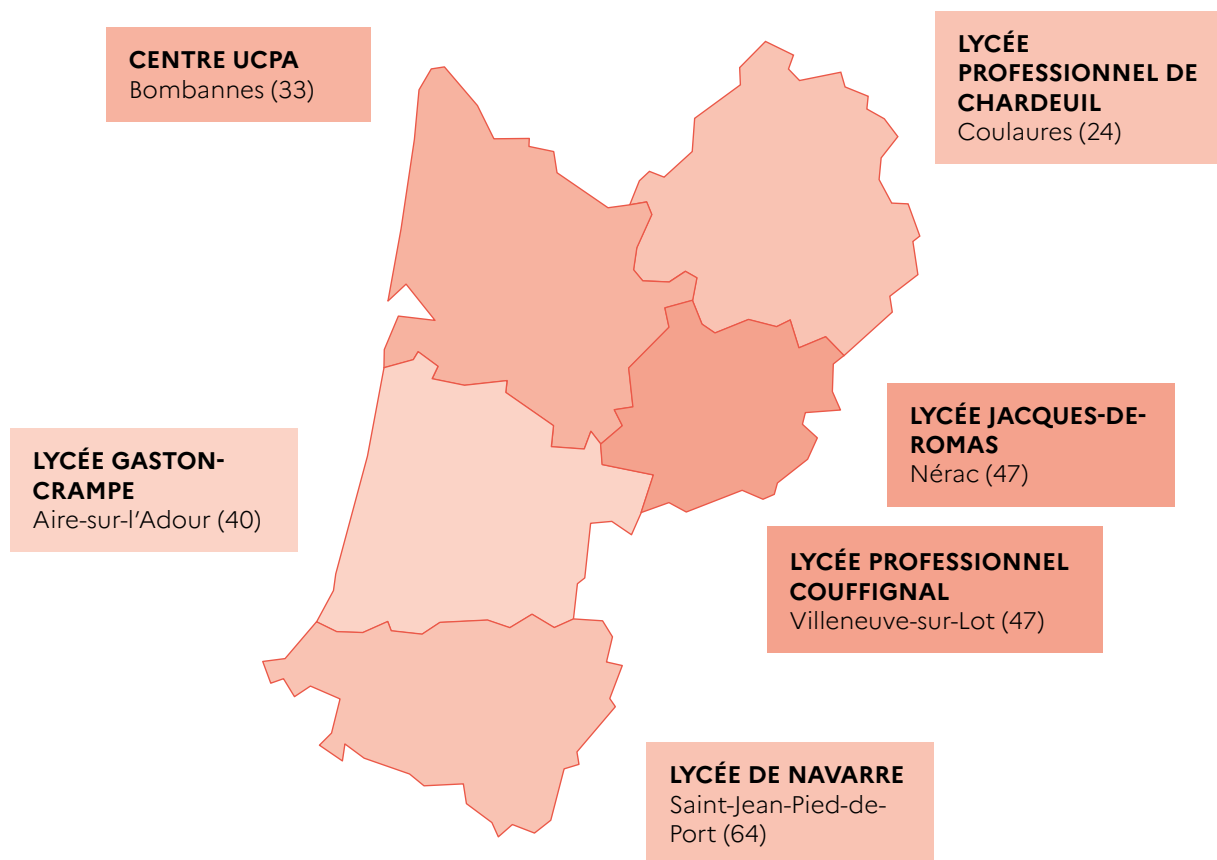 CENTRE UCPA
Bombannes (33)
LYCÉE
PROFESSIONNEL DE
CHARDEUIL
Coulaures (24)
LYCÉE GASTON-
CRAMPE
Aire-sur-l'Adour (40)
LYCÉE JACQUES-DE-
ROMAS
Nérac (47)
LYCÉE PROFESSIONNEL
COUFFIGNAL
Villeneuve-sur-Lot (47)
LYCÉE DE NAVARRE
Saint-Jean-Pied-de-
Port (64)